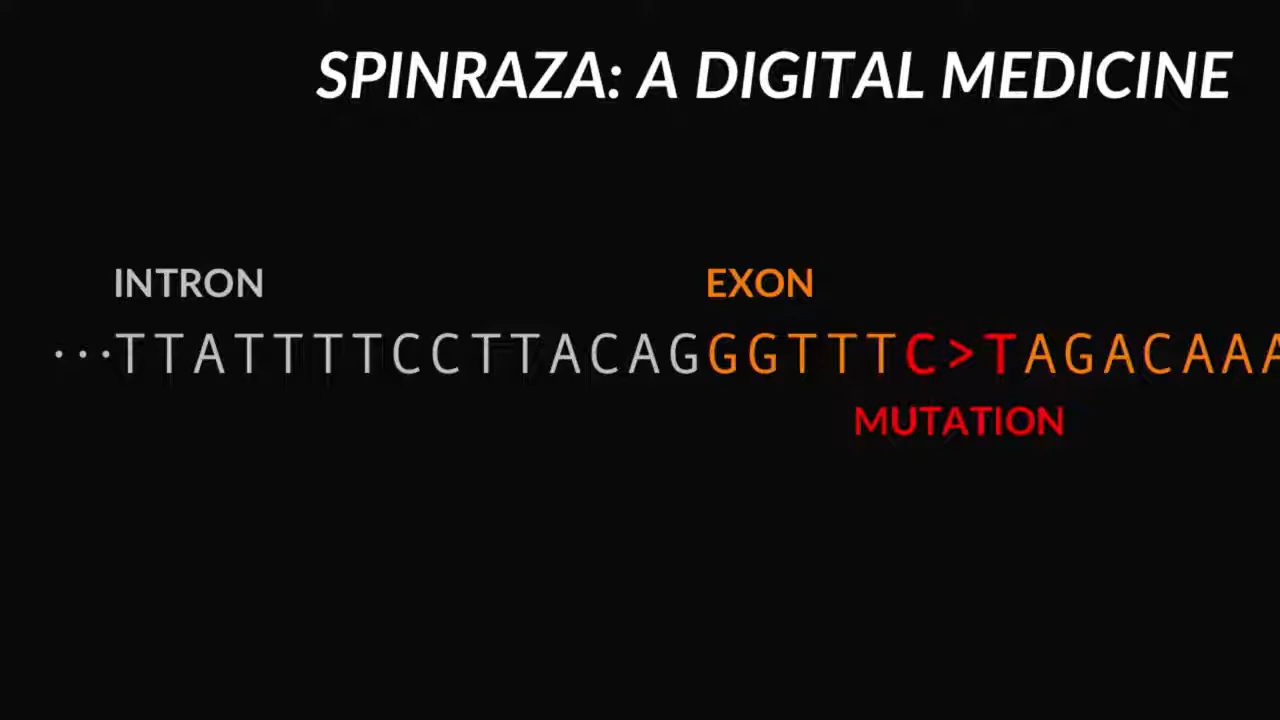 SPINRAZA: A DIGITAL MEDICINE
INTRON EXON
···TTATTTTCCTTACAGGGTTTC>TAGACAAA
MUTATION